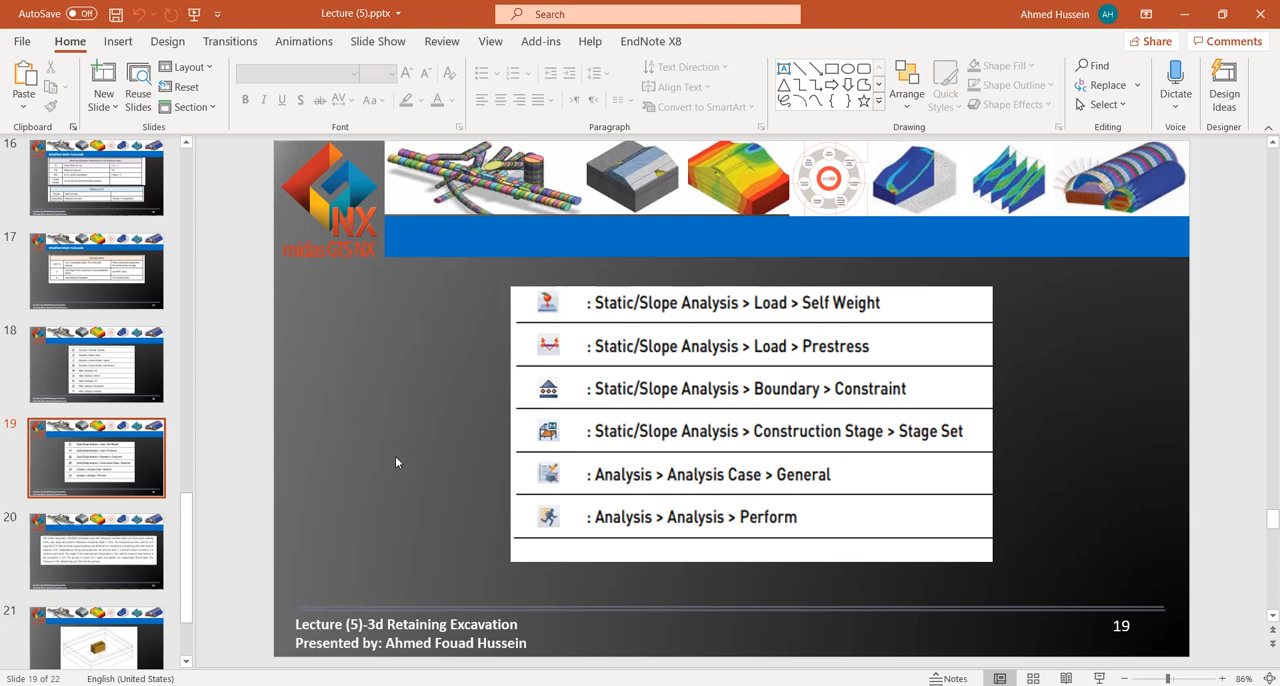 AutoSave Off
Lecture (5).pptx
Search
Ahmed Hussein AH
File Home Insert Design Transitions Animations Slide Show Review View Add-ins Help EndNote X8
Share Comments
Paste
New Slide
Reuse Slides
Layout
Reset
Section
B I U S ab AV Aa A
Text Direction
Align Text
Convert to SmartArt
Arrange
Quick Styles
Shape Fill
Shape Outline
Shape Effects
Find
Replace
Select
Dictate
Design Ideas
Clipboard Slides Font Paragraph Drawing Editing Voice Designer
16
17
18
19
20
21
NX
midas GTS NX
: Static/Slope Analysis > Load > Self Weight
: Static/Slope Analysis > Load > Prestress
: Static/Slope Analysis > Boundary > Constraint
: Static/Slope Analysis > Construction Stage > Stage Set
: Analysis > Analysis Case > General
: Analysis > Analysis > Perform
Lecture (5)-3d Retaining Excavation
Presented by: Ahmed Fouad Hussein
19
Slide 19 of 22
English (United States)
Notes
86%